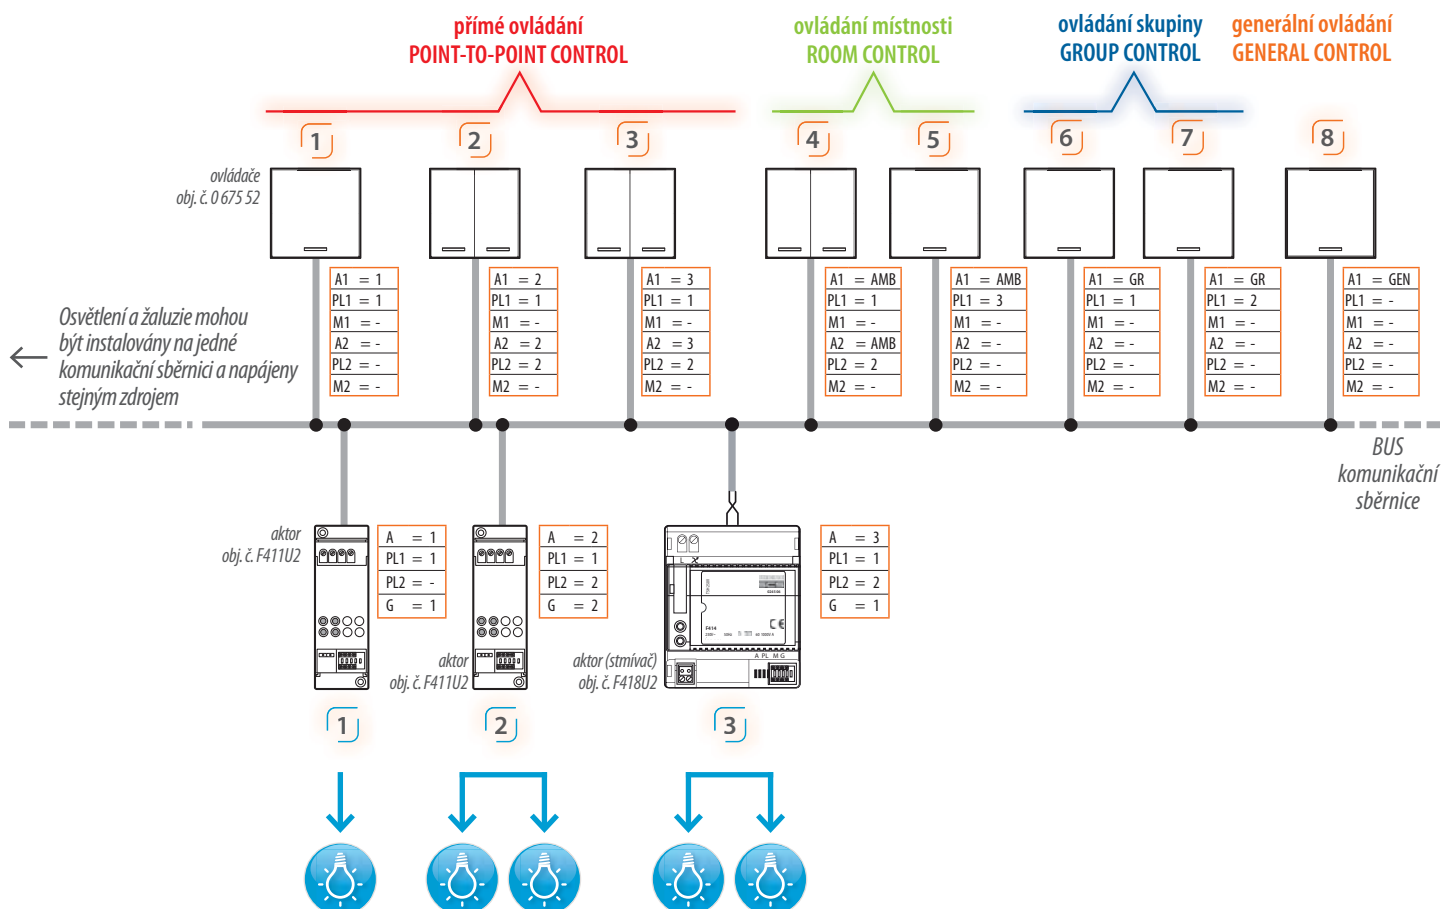 přímé ovládání
POINT-TO-POINT CONTROL
ovládání místnosti
ROOM CONTROL
ovládání skupiny
GROUP CONTROL
generální ovládání
GENERAL CONTROL
1
2
3
4
5
6
7
8
ovládače
obj. č. 0 675 52
A1 = 1
PL1 = 1
M1 = -
A2 = -
PL2 = -
M2 = -
A1 = 2
PL1 = 1
M1 = -
A2 = 2
PL2 = 2
M2 = -
A1 = 3
PL1 = 1
M1 = -
A2 = 3
PL2 = 2
M2 = -
A1 = AMB
PL1 = 1
M1 = -
A2 = AMB
PL2 = 2
M2 = -
A1 = AMB
PL1 = 3
M1 = -
A2 = -
PL2 = -
M2 = -
A1 = GR
PL1 = 1
M1 = -
A2 = -
PL2 = -
M2 = -
A1 = GR
PL1 = 2
M1 = -
A2 = -
PL2 = -
M2 = -
A1 = GEN
PL1 = -
M1 = -
A2 = -
PL2 = -
M2 = -
Osvětlení a žaluzie mohou
být instalovány na jedné
komunikační sběrnici a napájeny
stejným zdrojem
BUS
komunikační
sběrnice
aktor
obj. č. F411U2
A = 1
PL1 = 1
PL2 = -
G = 1
aktor
obj. č. F411U2
A = 2
PL1 = 1
PL2 = 2
G = 2
aktor (stmívač)
obj. č. F418U2
L
F414
230V~ 50Hz
A PL M G
A = 3
PL1 = 1
PL2 = 2
G = 1
1
2
3